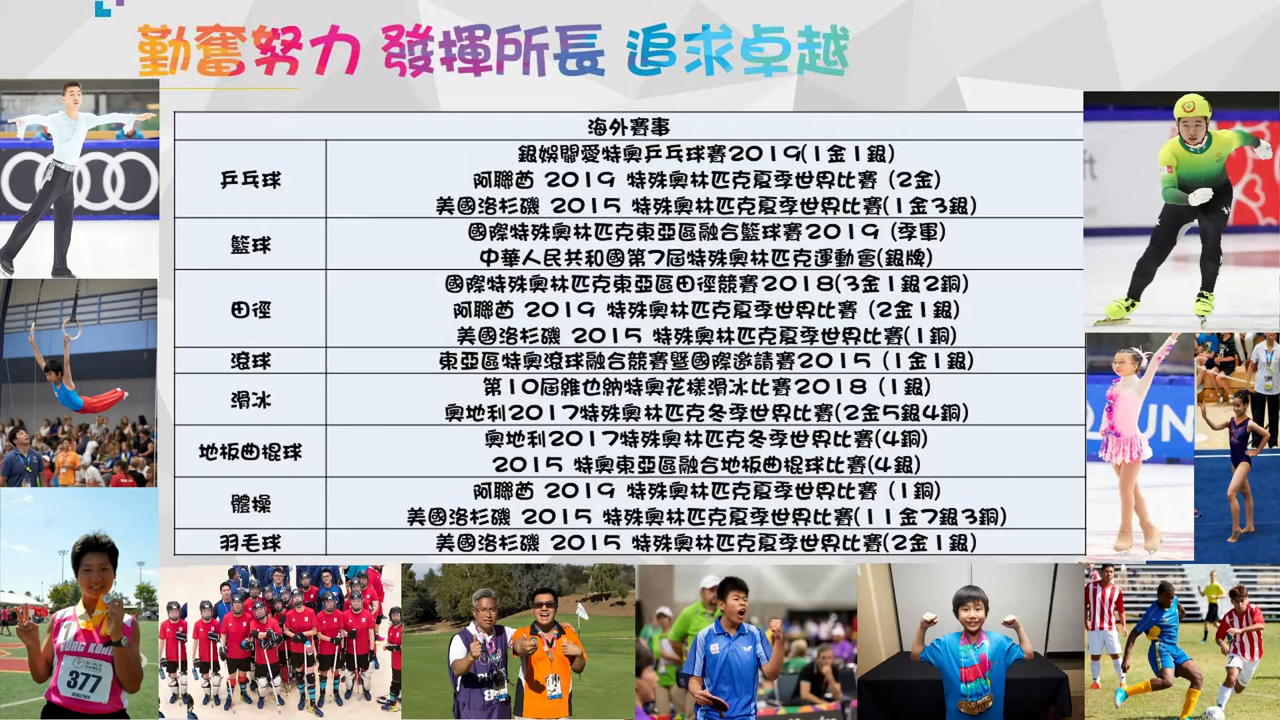 勤奮努力 發揮所長 追求卓越
海外賽事
乒乓球
銀娛關愛特奧乒乓球賽2019(1金1銀)
阿聯酋 2019 特殊奧林匹克夏季世界比賽 (2金)
美國洛杉磯 2015 特殊奧林匹克夏季世界比賽(1金3銀)
籃球
國際特殊奧林匹克東亞區融合籃球賽2019 (季軍)
中華人民共和國第7屆特殊奧林匹克運動會(銀牌)
田徑
國際特殊奧林匹克東亞區田徑競賽2018(3金1銀2銅)
阿聯酋 2019 特殊奧林匹克夏季世界比賽 (2金1銀)
美國洛杉磯 2015 特殊奧林匹克夏季世界比賽(1銅)
滾球
東亞區特奧滾球融合競賽暨國際邀請賽2015 (1金1銀)
滑冰
第10屆維也納特奧花樣滑冰比賽2018 (1銀)
奧地利2017特殊奧林匹克冬季世界比賽(2金5銀4銅)
地板曲棍球
奧地利2017特殊奧林匹克冬季世界比賽(4銅)
2015 特奧東亞區融合地板曲棍球比賽(4銀)
體操
阿聯酋 2019 特殊奧林匹克夏季世界比賽 (1銅)
美國洛杉磯 2015 特殊奧林匹克夏季世界比賽(11金7銀3銅)
羽毛球
美國洛杉磯 2015 特殊奧林匹克夏季世界比賽(2金1銀)
HONG KONG
WORLD GAMES
377
ATHLETICS
UN